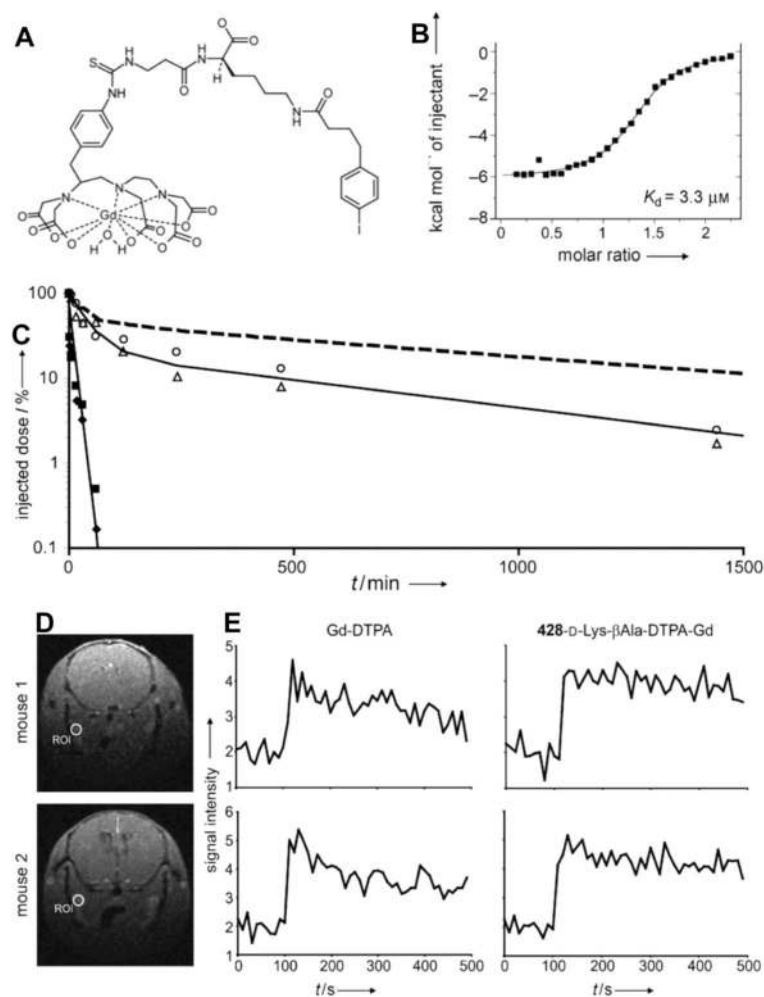 A
O
O
S
H
N
H
N
O
H
NH
N
H
O
N
N
N
O
O
O
Gd
O
O
O
O
O
O
O
H
O
H
I
B
kcal mol⁻ of injectant
0
−2
−4
−6
−8
Kd = 3.3 μM
0
0.5
1
1.5
2
molar ratio
C
injected dose / %
100
10
1
0.1
0
500
1000
1500
t/min
D
mouse 1
ROI
mouse 2
ROI
E
Gd-DTPA
428-D-Lys-βAla-DTPA-Gd
signal intensity
5
4
3
2
1
6
5
4
3
2
1
0 100 200 300 400 500
0 100 200 300 400 500
t/s
t/s